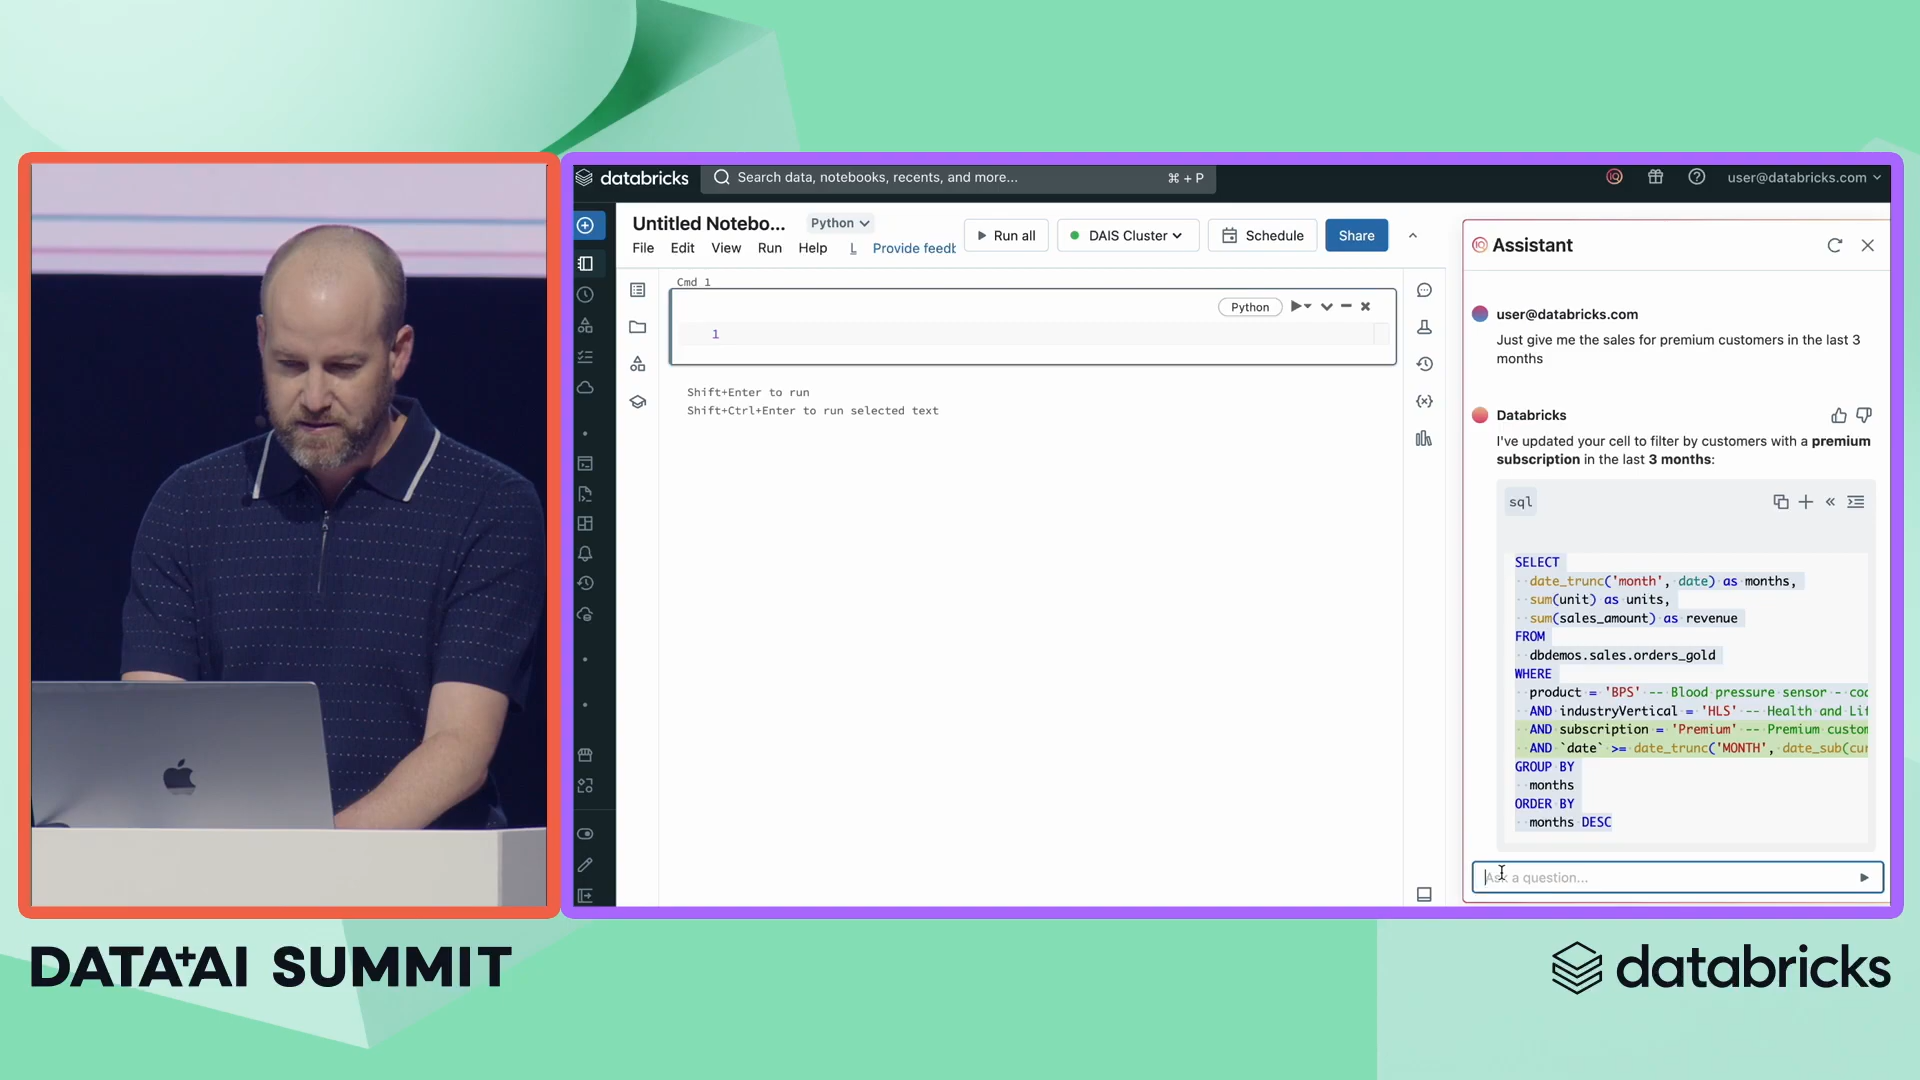 databricks
Search data, notebooks, recents, and more...
⌘ + P
user@databricks.com
Untitled Notebo...
Python
Run all
DAIS Cluster
Schedule
Share
File Edit View Run Help
Provide feedb
Cmd 1
Python
1
Shift+Enter to run
Shift+Ctrl+Enter to run selected text
Assistant
user@databricks.com
Just give me the sales for premium customers in the last 3
months
Databricks
I've updated your cell to filter by customers with a premium
subscription in the last 3 months:
sql
SELECT
date_trunc('month', date) as months,
sum(unit) as units,
sum(sales_amount) as revenue
FROM
dbdemos.sales.orders_gold
WHERE
product = 'BPS' -- Blood pressure sensor - cod
AND industryVertical = 'HLS' -- Health and Lif
AND subscription = 'Premium' -- Premium custom
AND `date` >= date_trunc('MONTH', date_sub(cur
GROUP BY
months
ORDER BY
months DESC
Ask a question...
DATA+AI SUMMIT
databricks